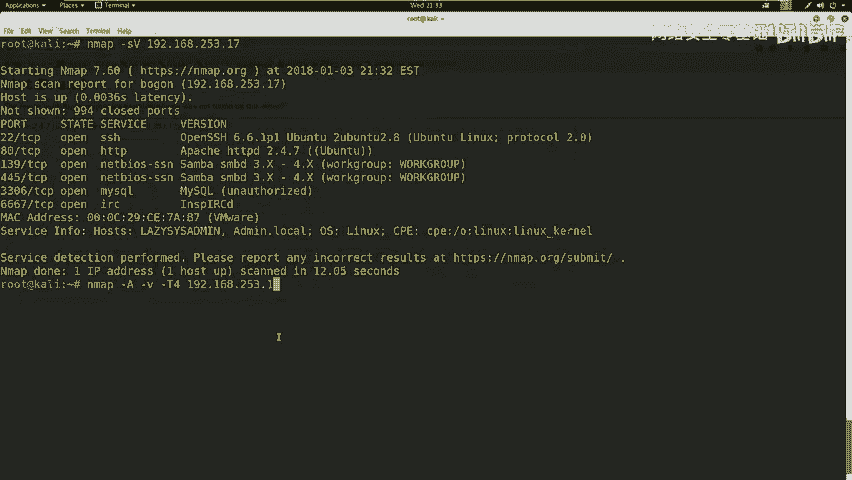 Applications ▾ Places ▾ Terminal ▾ Wed 21:33
root@kali: ~
File Edit View Search Terminal Help
root@kali:~# nmap -sV 192.168.253.17
Starting Nmap 7.60 ( https://nmap.org ) at 2018-01-03 21:32 EST
Nmap scan report for bogon (192.168.253.17)
Host is up (0.0036s latency).
Not shown: 994 closed ports
PORT STATE SERVICE VERSION
22/tcp open ssh OpenSSH 6.6.1p1 Ubuntu 2ubuntu2.8 (Ubuntu Linux; protocol 2.0)
80/tcp open http Apache httpd 2.4.7 ((Ubuntu))
139/tcp open netbios-ssn Samba smbd 3.X - 4.X (workgroup: WORKGROUP)
445/tcp open netbios-ssn Samba smbd 3.X - 4.X (workgroup: WORKGROUP)
3306/tcp open mysql MySQL (unauthorized)
6667/tcp open irc InspIRCd
MAC Address: 00:0C:29:CE:7A:87 (VMware)
Service Info: Hosts: LAZYSYSADMIN, Admin.local; OS: Linux; CPE: cpe:/o:linux:linux_kernel
Service detection performed. Please report any incorrect results at https://nmap.org/submit/ .
Nmap done: 1 IP address (1 host up) scanned in 12.05 seconds
root@kali:~# nmap -A -v -T4 192.168.253.1